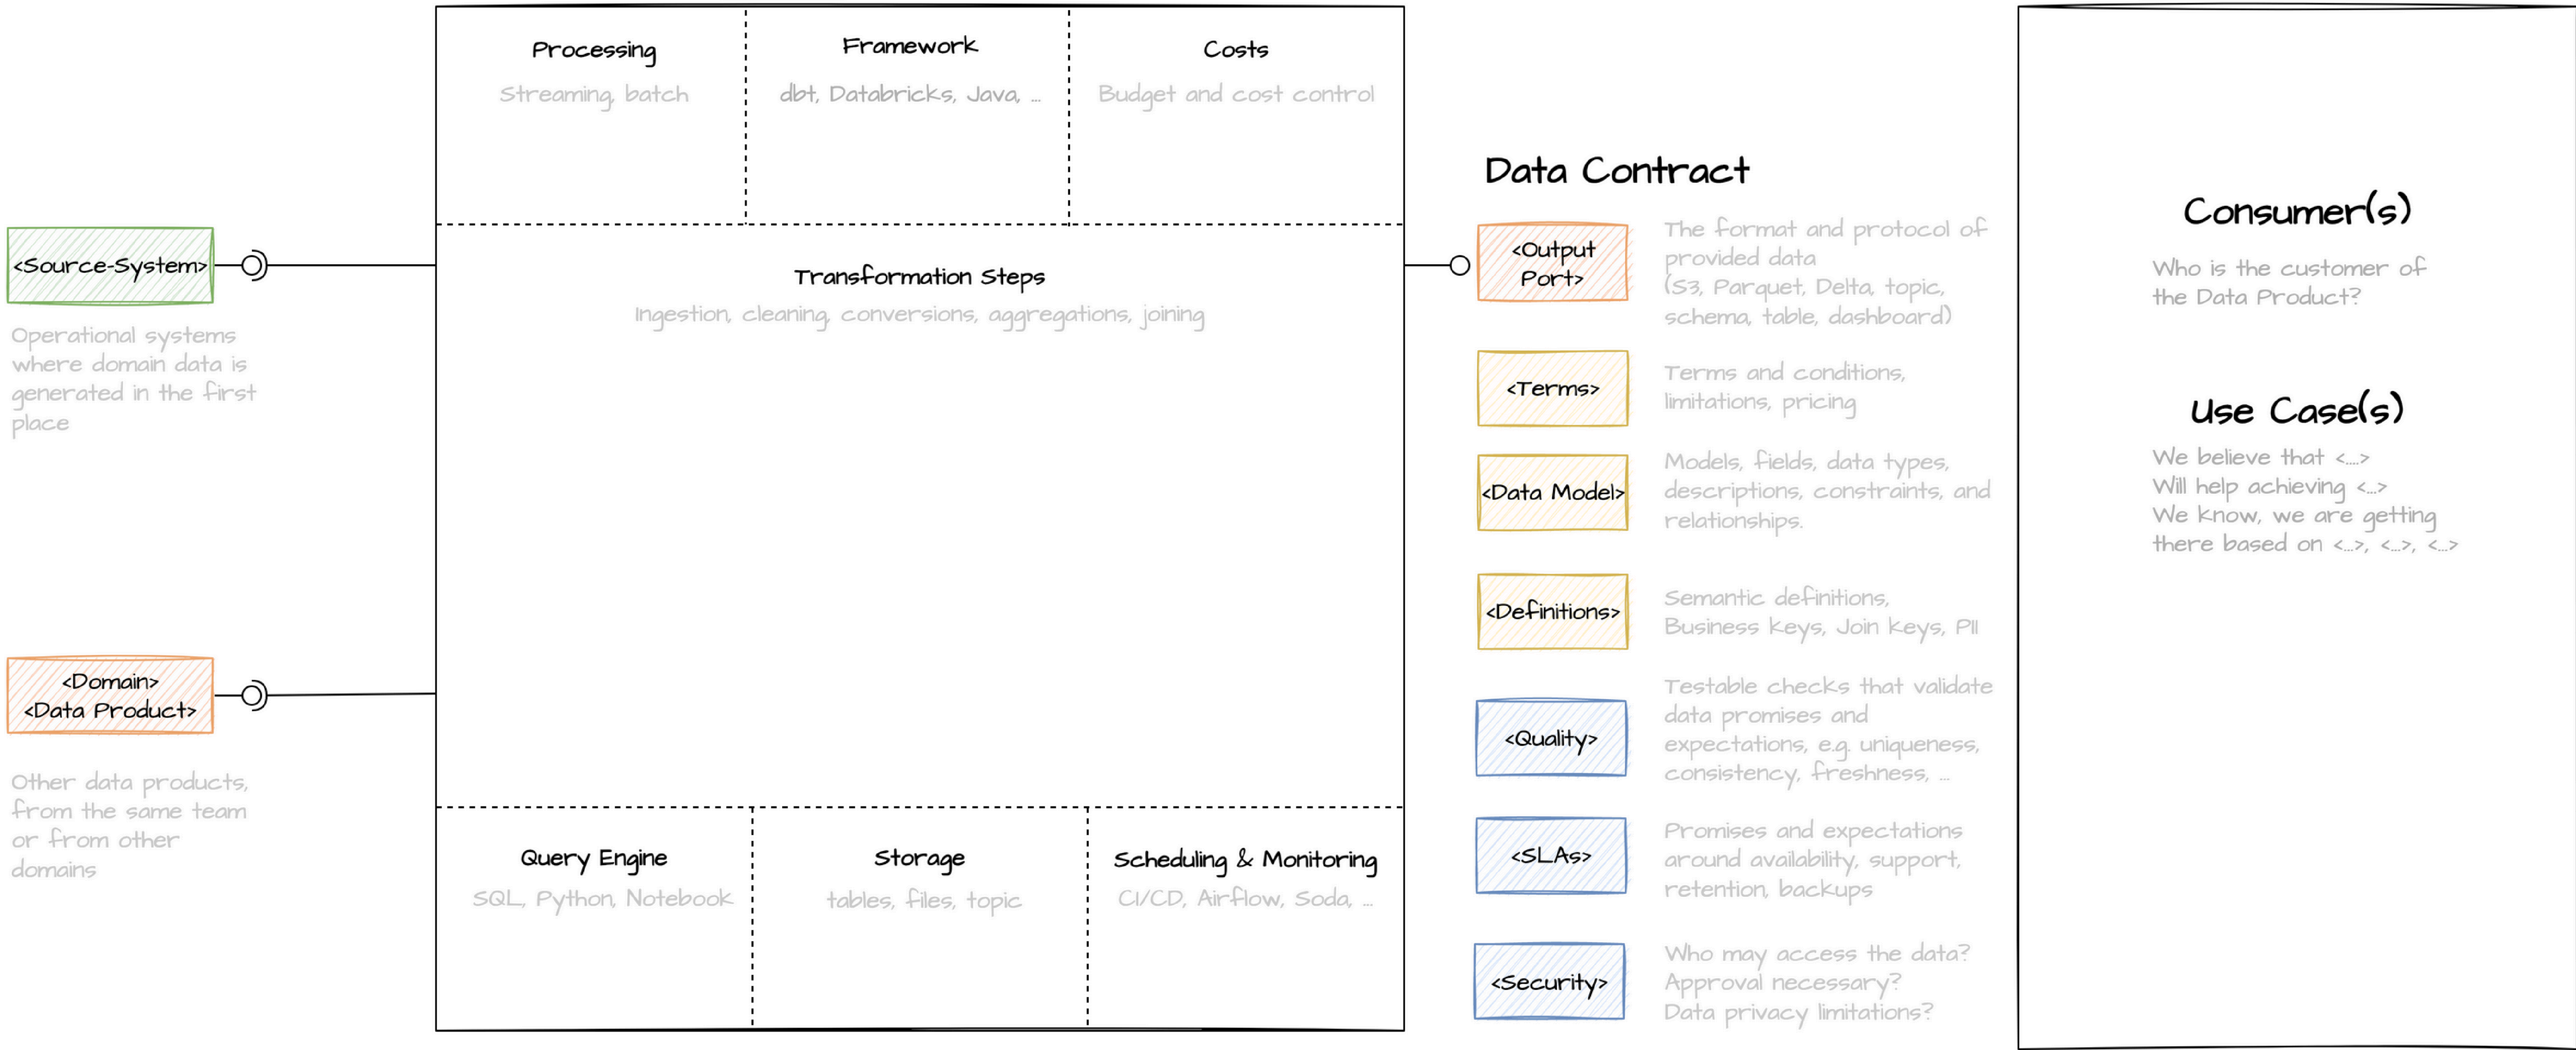 <Source-System>
Operational systems
where domain data is
generated in the first
place
<Domain>
<Data Product>
Other data products,
from the same team
or from other
domains
Processing
Streaming, batch
Framework
dbt, Databricks, Java, ...
Costs
Budget and cost control
Transformation Steps
Ingestion, cleaning, conversions, aggregations, joining
Query Engine
SQL, Python, Notebook
Storage
tables, files, topic
Scheduling & Monitoring
CI/CD, Airflow, Soda, ...
Data Contract
<Output
Port>
The format and protocol of
provided data
(S3, Parquet, Delta, topic,
schema, table, dashboard)
<Terms>
Terms and conditions,
limitations, pricing
<Data Model>
Models, fields, data types,
descriptions, constraints, and
relationships.
<Definitions>
Semantic definitions,
Business keys, Join keys, PII
<Quality>
Testable checks that validate
data promises and
expectations, e.g. uniqueness,
consistency, freshness, ...
<SLAs>
Promises and expectations
around availability, support,
retention, backups
<Security>
Who may access the data?
Approval necessary?
Data privacy limitations?
Consumer(s)
Who is the customer of
the Data Product?
Use Case(s)
We believe that <....>
Will help achieving <...>
We know, we are getting
there based on <...>, <...>, <...>